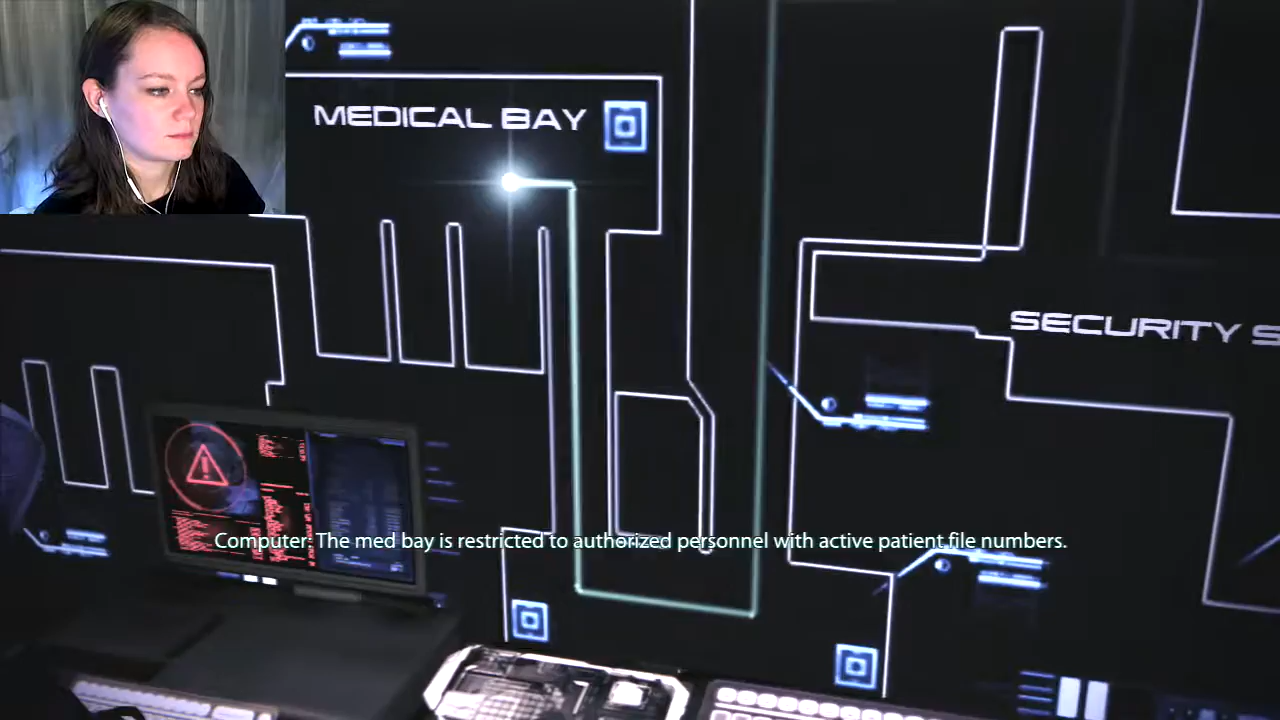 MEDICAL BAY
SECURITY S
Computer: The med bay is restricted to authorized personnel with active patient file numbers.